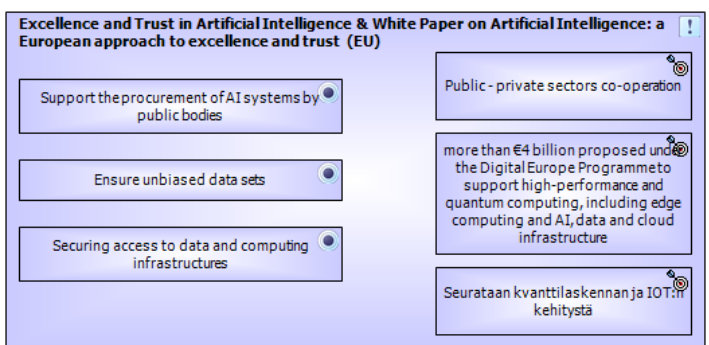 Excellence and Trust in Artificial Intelligence & White Paper on Artificial Intelligence: a
European approach to excellence and trust (EU)
!
Support the procurement of AI systems by
public bodies
Ensure unbiased data sets
Securing access to data and computing
infrastructures
Public - private sectors co-operation
more than €4 billion proposed under
the Digital Europe Programme to
support high-performance and
quantum computing, including edge
computing and AI, data and cloud
infrastructure
Seurataan kvanttilaskennan ja IOT:n
kehitystä